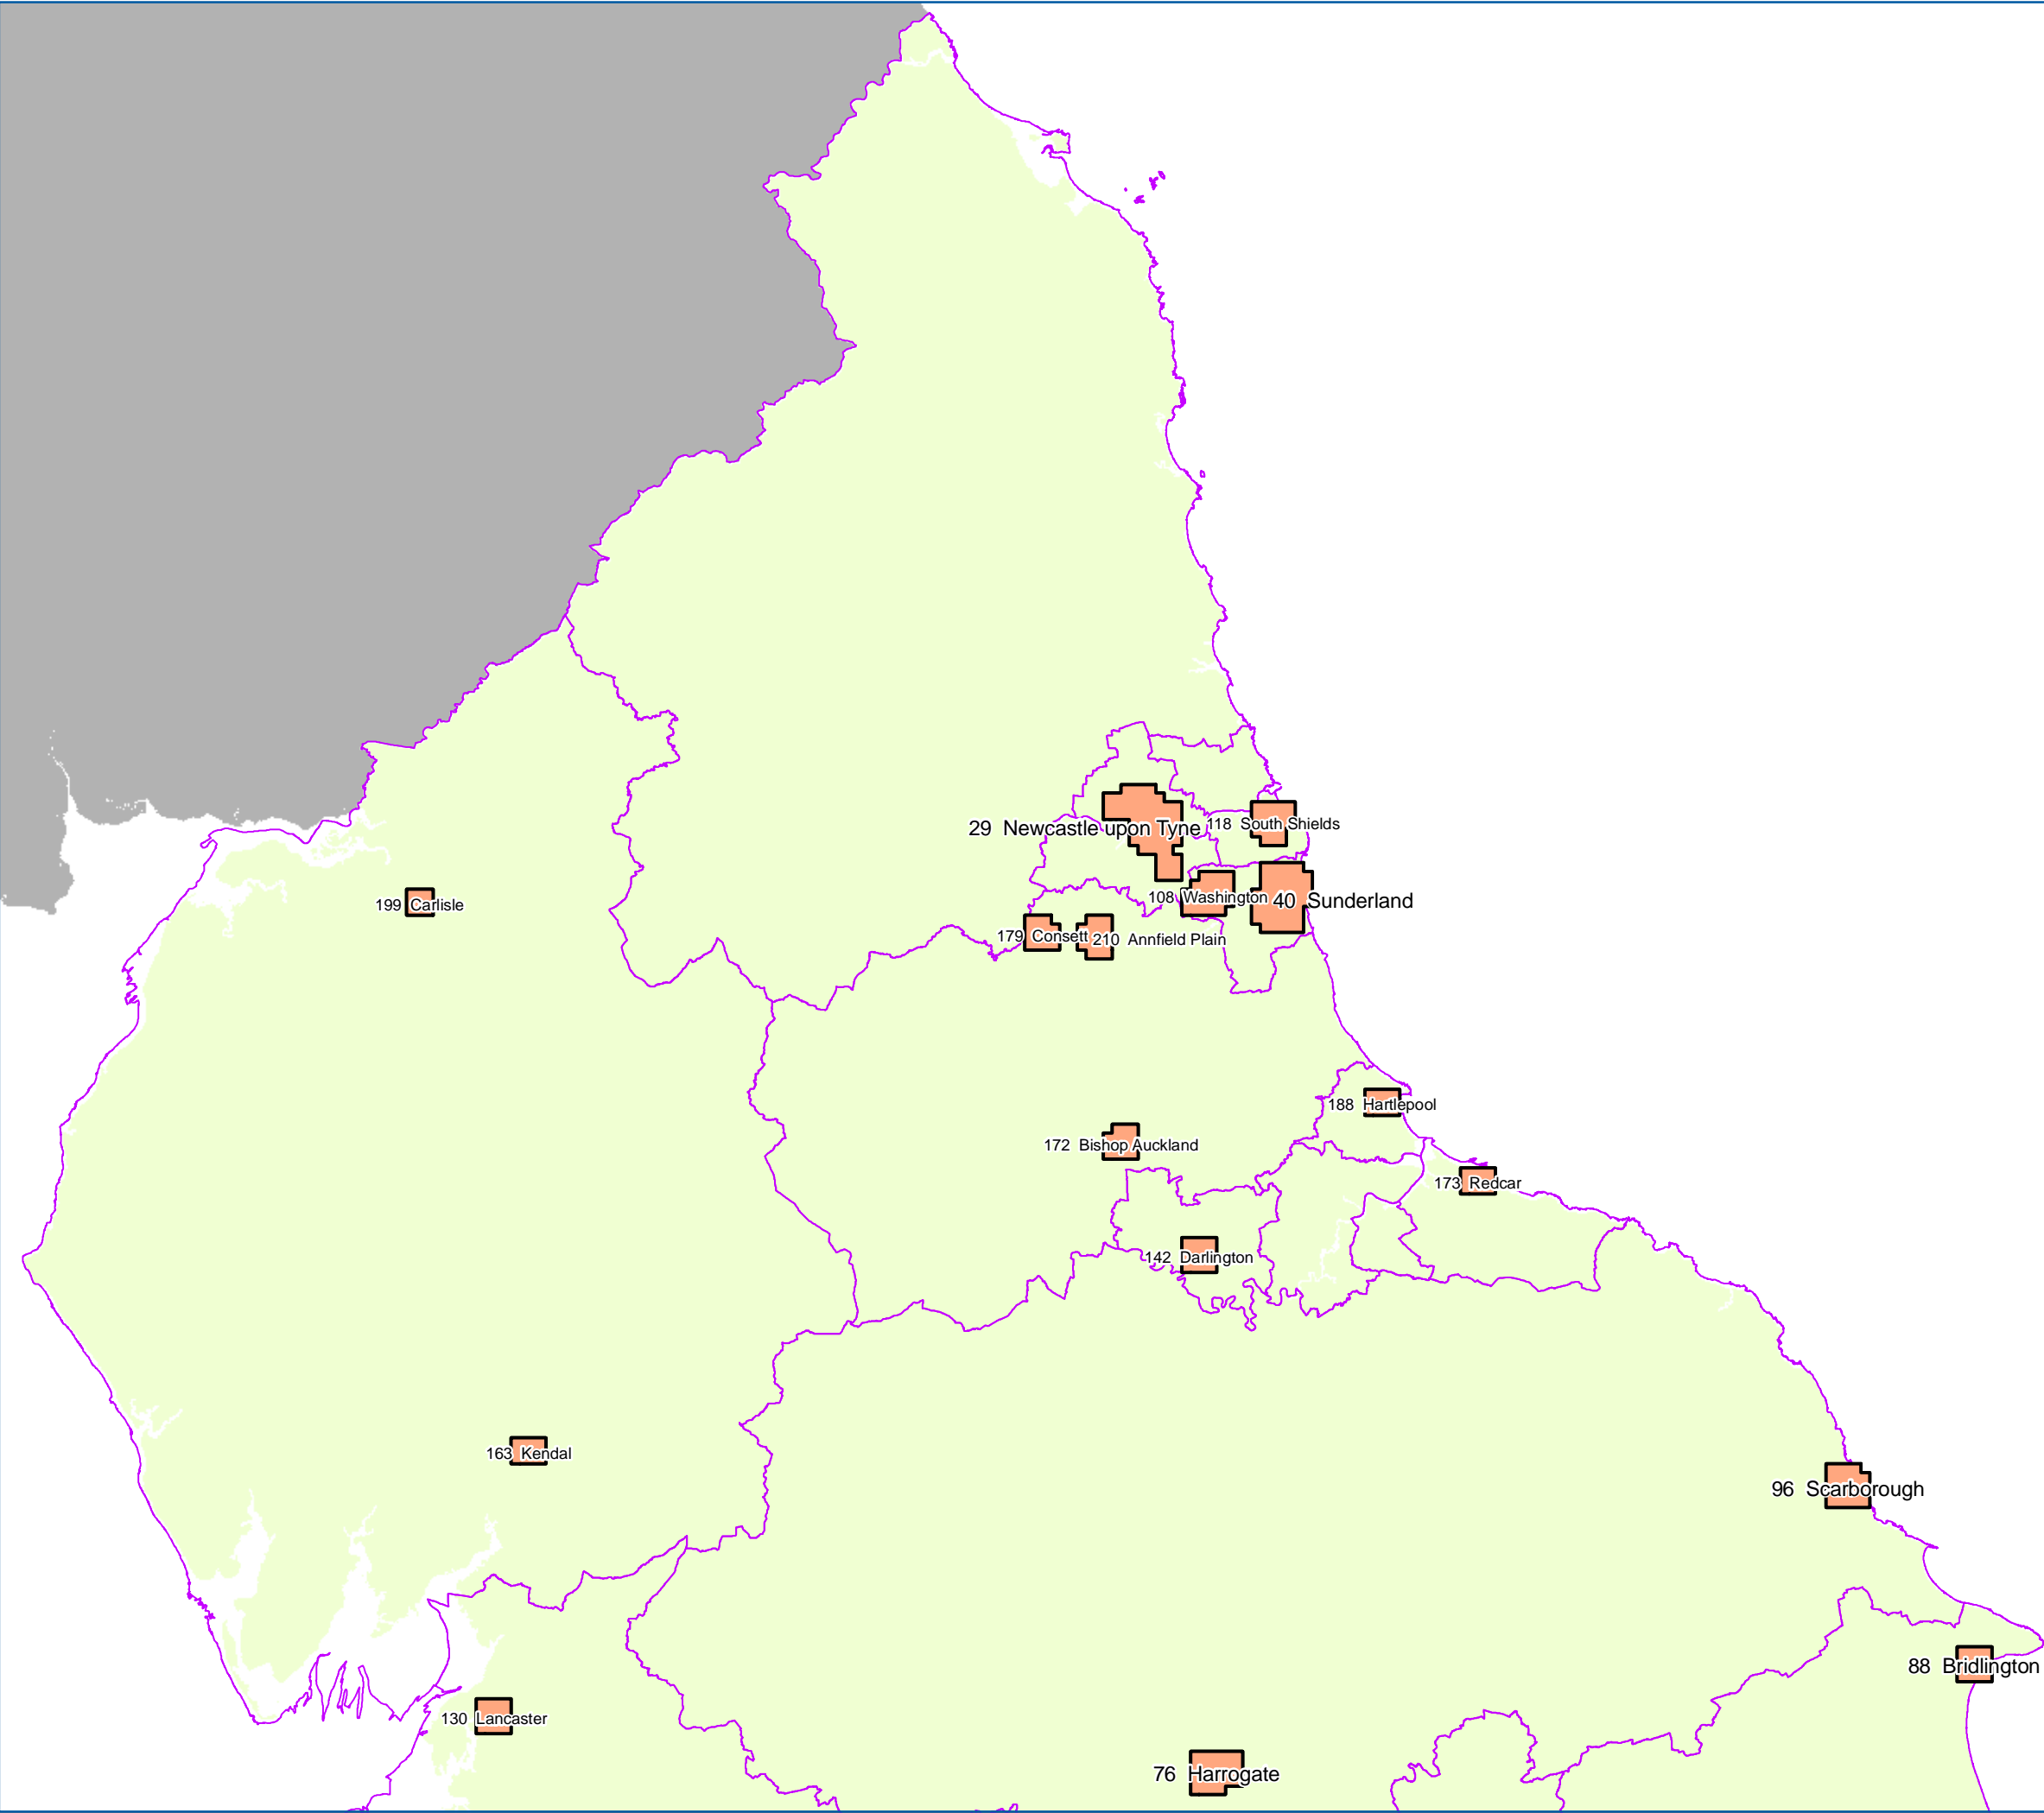 118 South Shields
29 Newcastle upon Tyne
108 Washington
40 Sunderland
199 Carlisle
179 Consett
210 Annfield Plain
188 Hartlepool
172 Bishop Auckland
173 Redcar
142 Darlington
163 Kendal
96 Scarborough
88 Bridlington
130 Lancaster
76 Harrogate